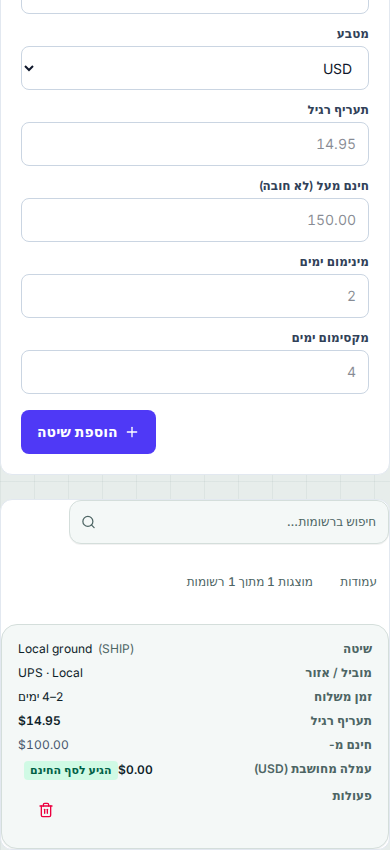 מטבע
USD
תעריף רגיל
14.95
חינם מעל (לא חובה)
150.00
מינימום ימים
2
מקסימום ימים
4
+ הוספת שיטה
חיפוש ברשומות...
עמודות מוצגות 1 מתוך 1 רשומות
שיטה Local ground (SHIP)
מוביל / אזור UPS · Local
זמן משלוח 2–4 ימים
תעריף רגיל $14.95
חינם מ- $100.00
עמלה מחושבת (USD) $0.00 הגיע לסף החינם
פעולות